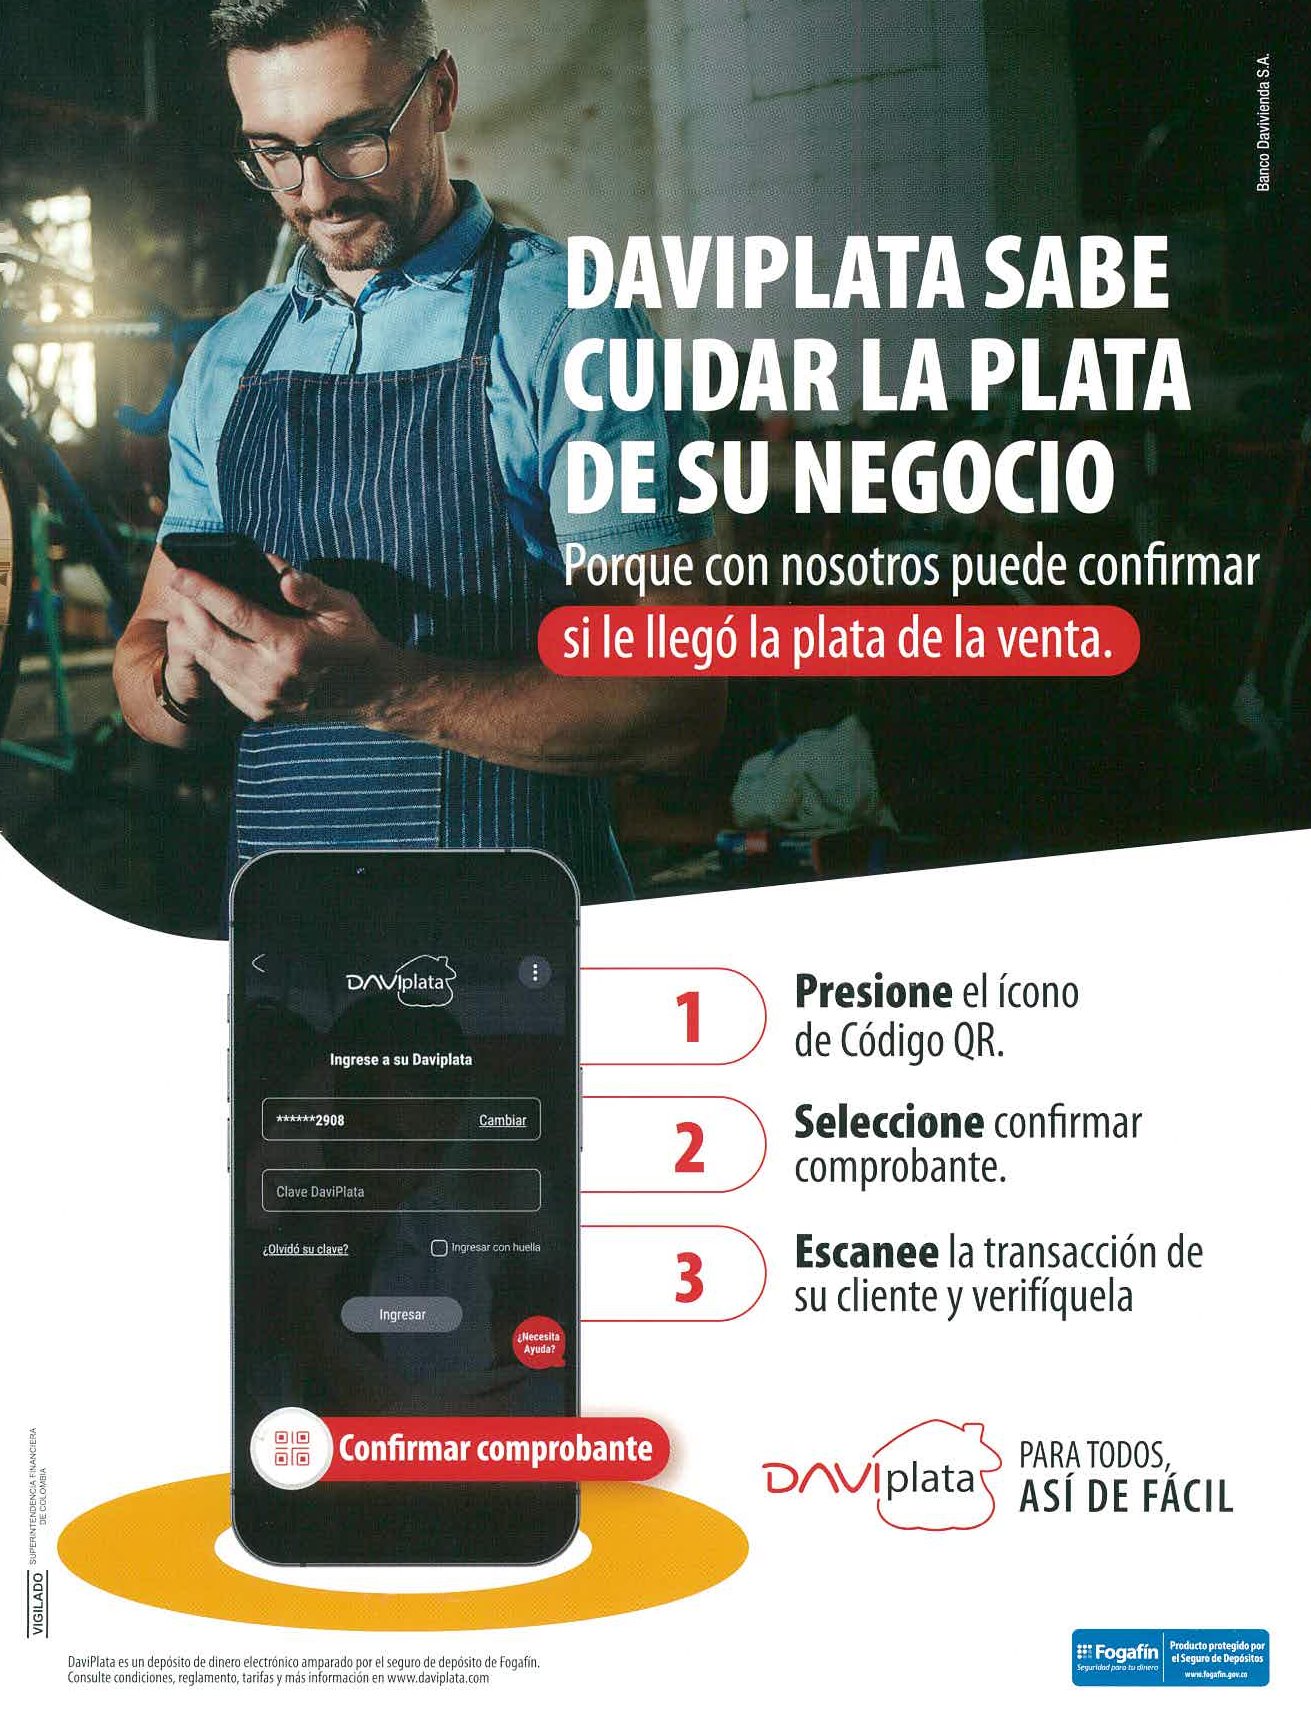 Banco Davivienda S.A.
DAVIPLATA SABE
CUIDAR LA PLATA
DE SU NEGOCIO
Porque con nosotros puede confirmar
si le llegó la plata de la venta.
DAVIplata
Ingrese a su Daviplata
******2908 Cambiar
Clave DaviPlata
¿Olvidó su clave? Ingresar con huella
Ingresar
¿Necesita
Ayuda?
Confirmar comprobante
1
Presione el ícono
de Código QR.
2
Seleccione confirmar
comprobante.
3
Escanee la transacción de
su cliente y verifíquela
DAVIplata
PARA TODOS,
ASÍ DE FÁCIL
VIGILADO SUPERINTENDENCIA FINANCIERA
DE COLOMBIA
DaviPlata es un depósito de dinero electrónico amparado por el seguro de depósito de Fogafín.
Consulte condiciones, reglamento, tarifas y más información en www.daviplata.com
Fogafín
Seguridad para tu dinero
Producto protegido por
el Seguro de Depósitos
www.fogafin.gov.co